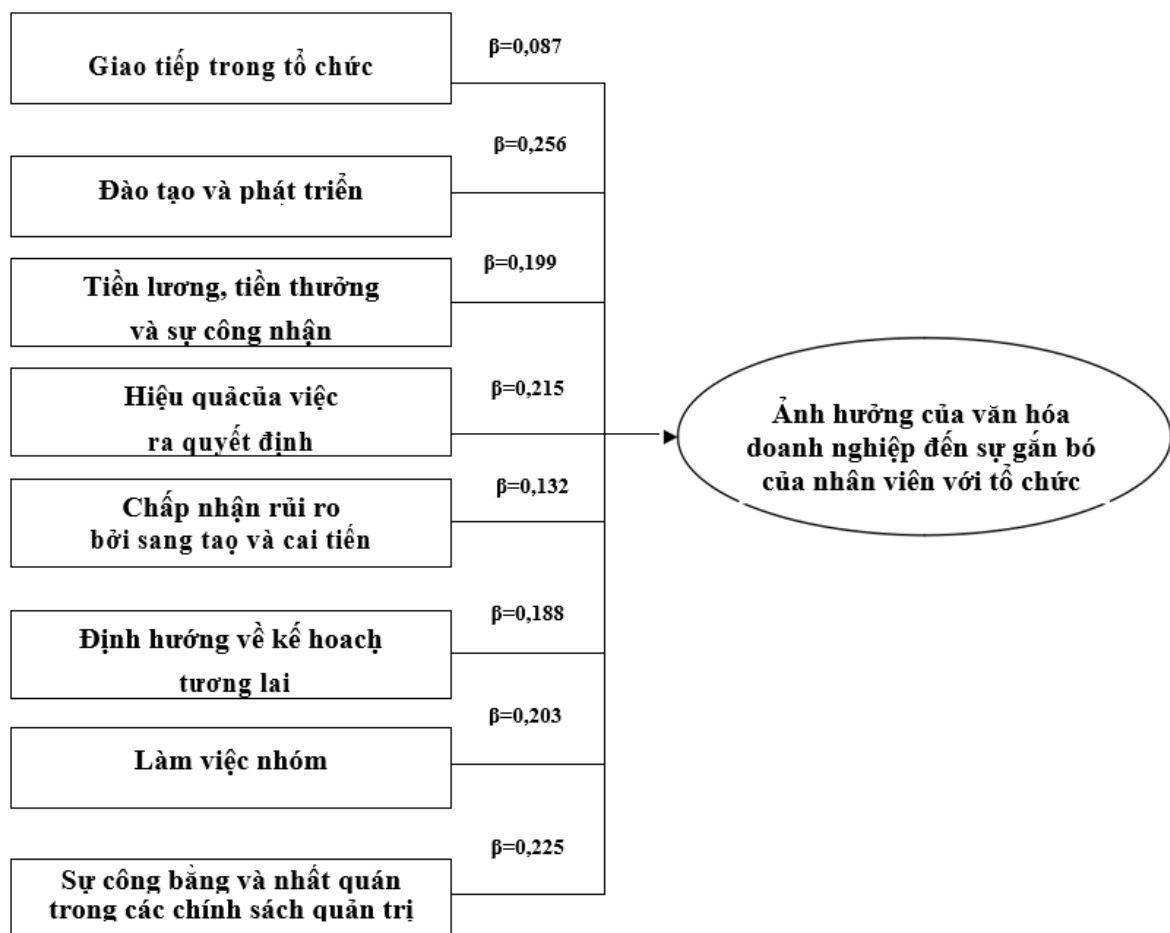 Giao tiếp trong tổ chức
β=0,087
Đào tạo và phát triển
β=0,256
Tiền lương, tiền thưởng
và sự công nhận
β=0,199
Hiệu quảcủa việc
ra quyết định
β=0,215
Chấp nhận rủi ro
bởi sang taọ và cai tiến
β=0,132
Định hướng về kế hoạch
tương lai
β=0,188
Làm việc nhóm
β=0,203
Sự công bằng và nhất quán
trong các chính sách quản trị
β=0,225
Ảnh hưởng của văn hóa
doanh nghiệp đến sự gắn bó
của nhân viên với tổ chức